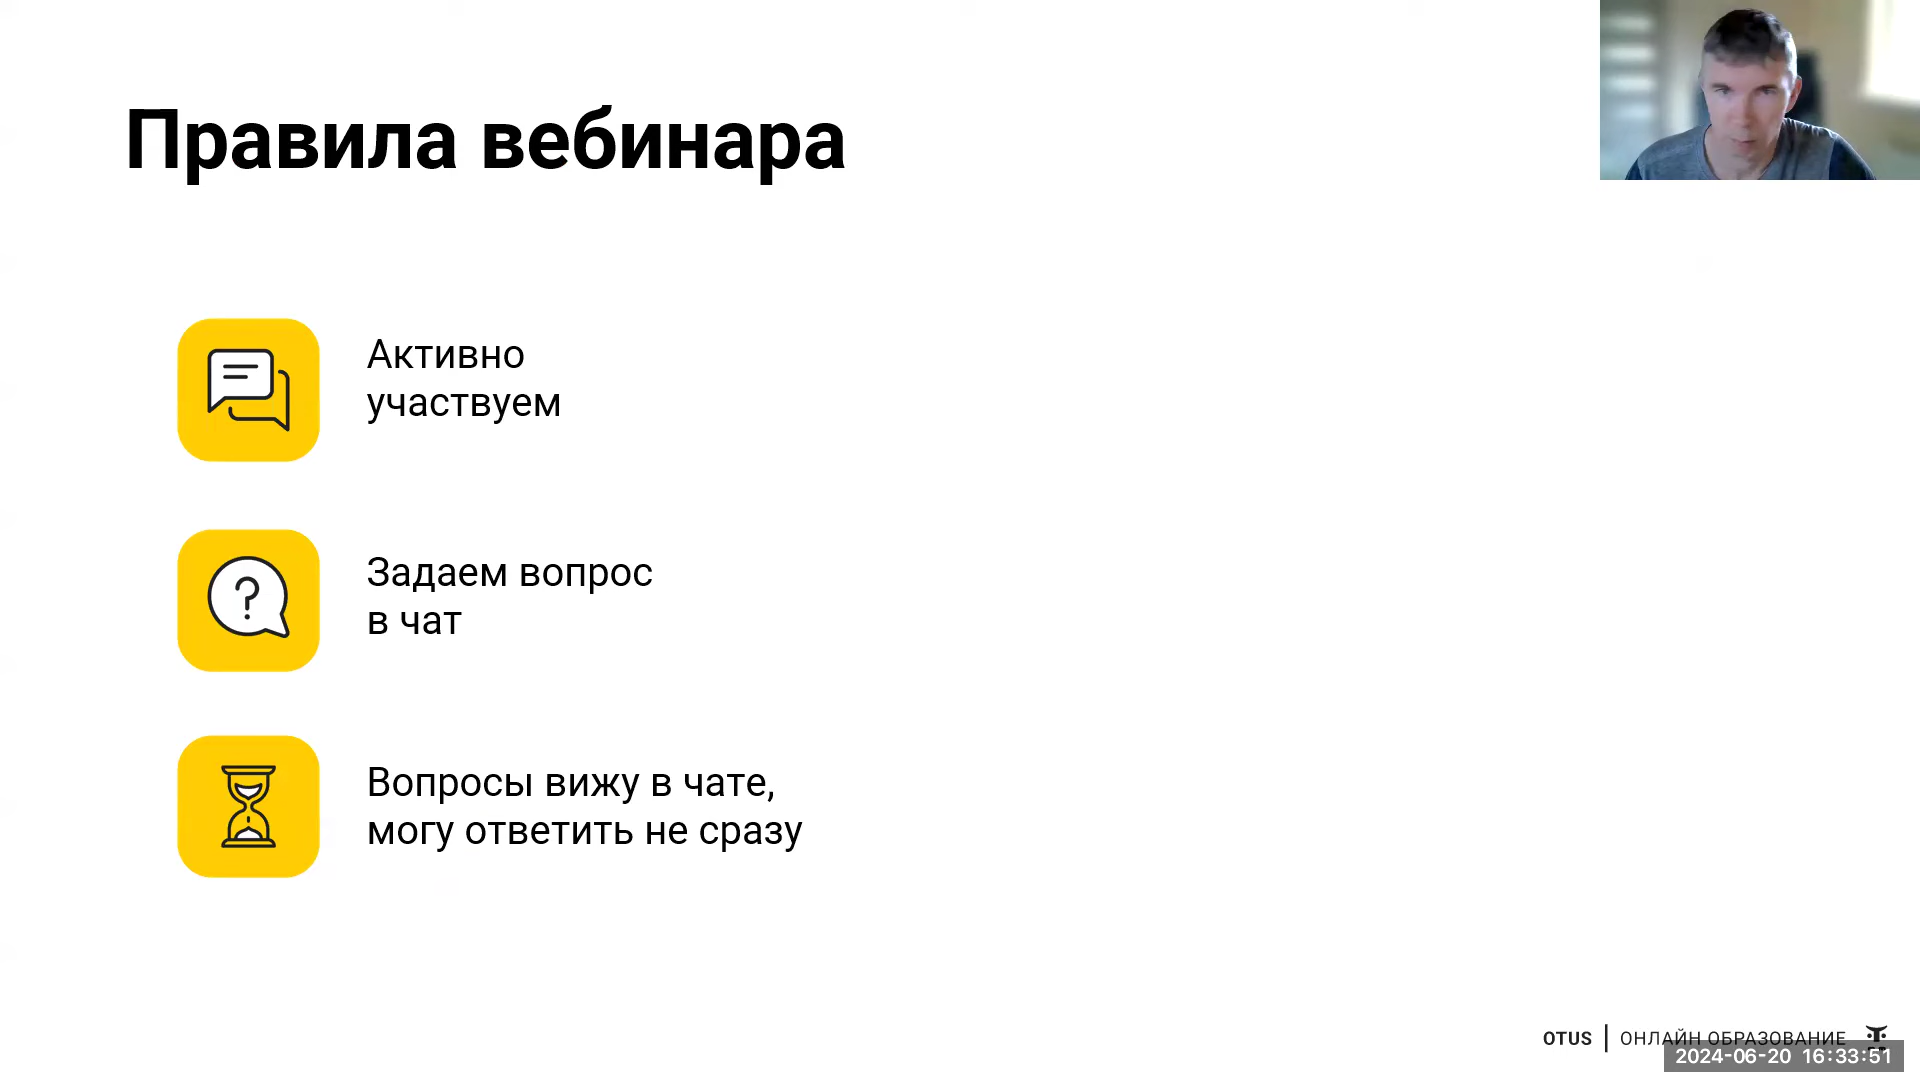 Правила вебинара
Активно
участвуем
?
Задаем вопрос
в чат
Вопросы вижу в чате,
могу ответить не сразу
OTUS | ОНЛАЙН ОБРАЗОВАНИЕ
2024-06-20 16:33:51